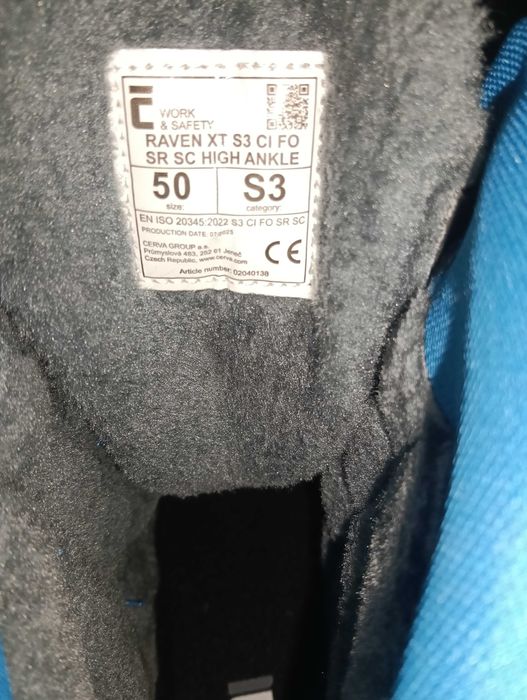 WORK
& SAFETY
RAVEN XT S3 CI FO
SR SC HIGH ANKLE
50
size:
S3
category:
EN ISO 20345:2022 S3 CI FO SR SC
PRODUCTION DATE: 07/2023
CERVA GROUP a.s.
Průmyslová 483, 252 61 Jeneč
Czech Republic, www.cerva.com
CE
Article number: 02040138